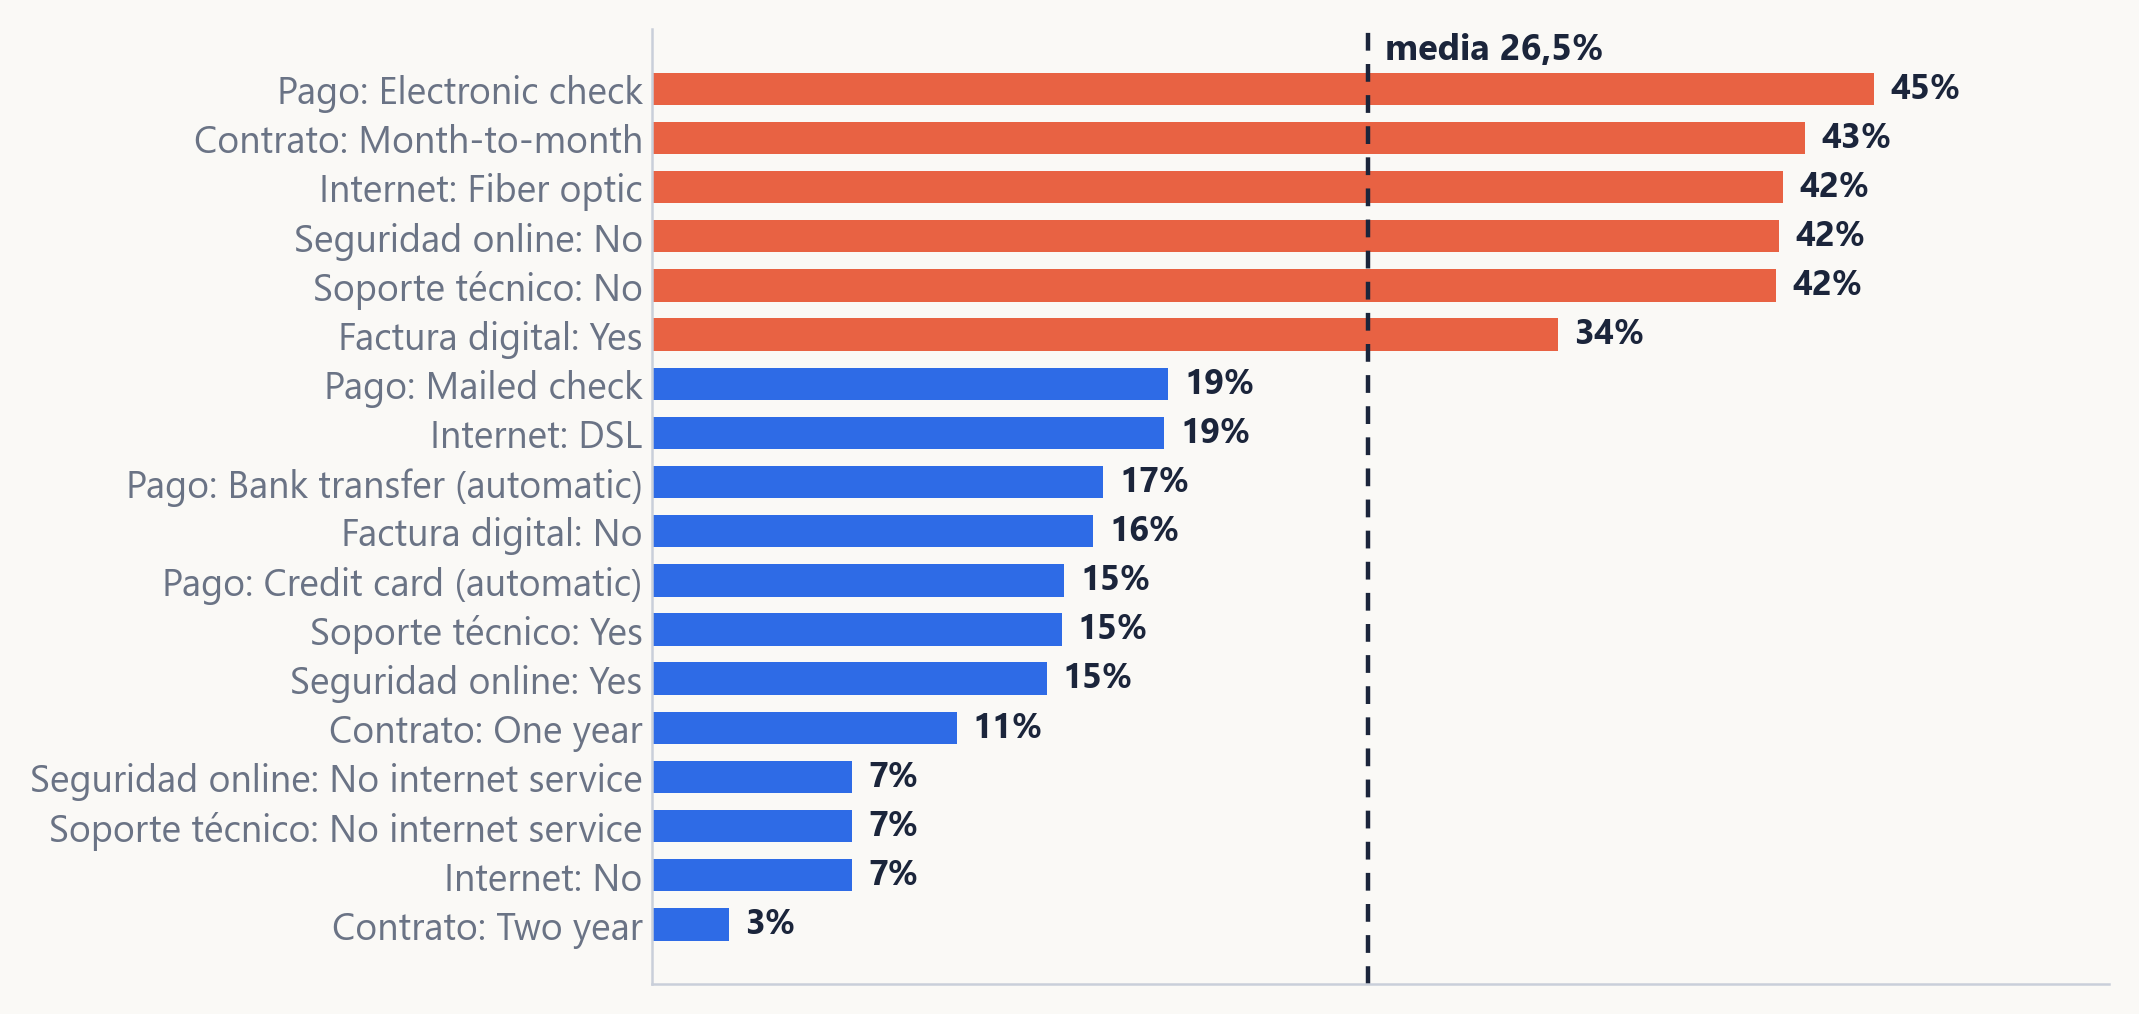 media 26,5%
Pago: Electronic check 45%
Contrato: Month-to-month 43%
Internet: Fiber optic 42%
Seguridad online: No 42%
Soporte técnico: No 42%
Factura digital: Yes 34%
Pago: Mailed check 19%
Internet: DSL 19%
Pago: Bank transfer (automatic) 17%
Factura digital: No 16%
Pago: Credit card (automatic) 15%
Soporte técnico: Yes 15%
Seguridad online: Yes 15%
Contrato: One year 11%
Seguridad online: No internet service 7%
Soporte técnico: No internet service 7%
Internet: No 7%
Contrato: Two year 3%